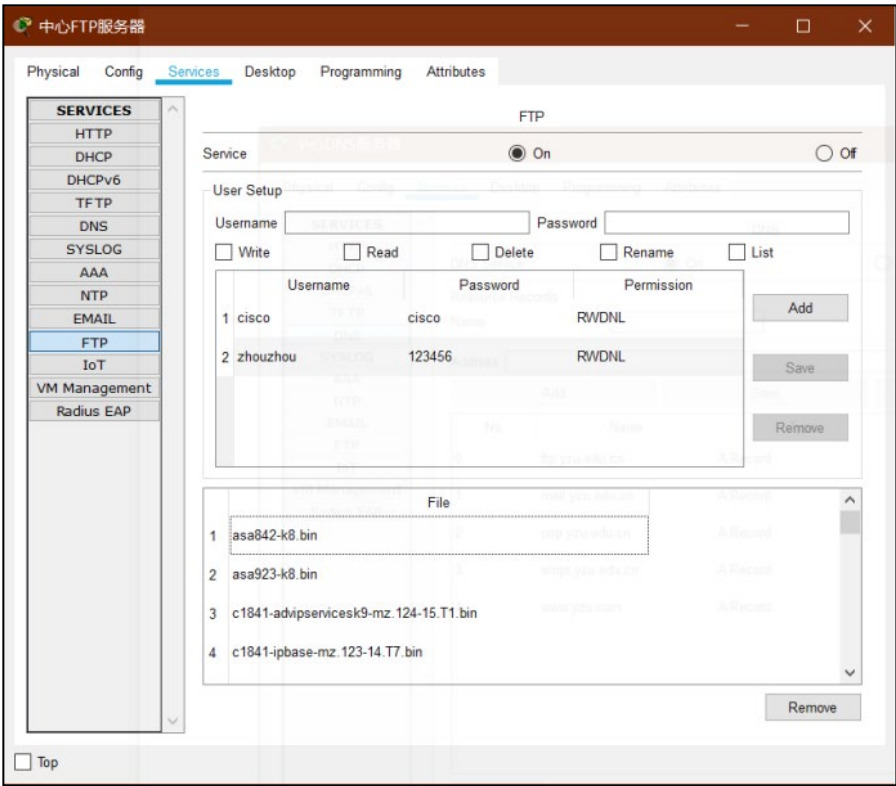 中心FTP服务器
Physical Config Services Desktop Programming Attributes
SERVICES
HTTP
DHCP
DHCPv6
TFTP
DNS
SYSLOG
AAA
NTP
EMAIL
FTP
IoT
VM Management
Radius EAP
FTP
Service On Off
User Setup
Username Password
Write Read Delete Rename List
Username Password Permission
1 cisco cisco RWDNL
2 zhouzhou 123456 RWDNL
Add
Save
Remove
File
1 asa842-k8.bin
2 asa923-k8.bin
3 c1841-advipservicesk9-mz.124-15.T1.bin
4 c1841-ipbase-mz.123-14.T7.bin
Remove
Top